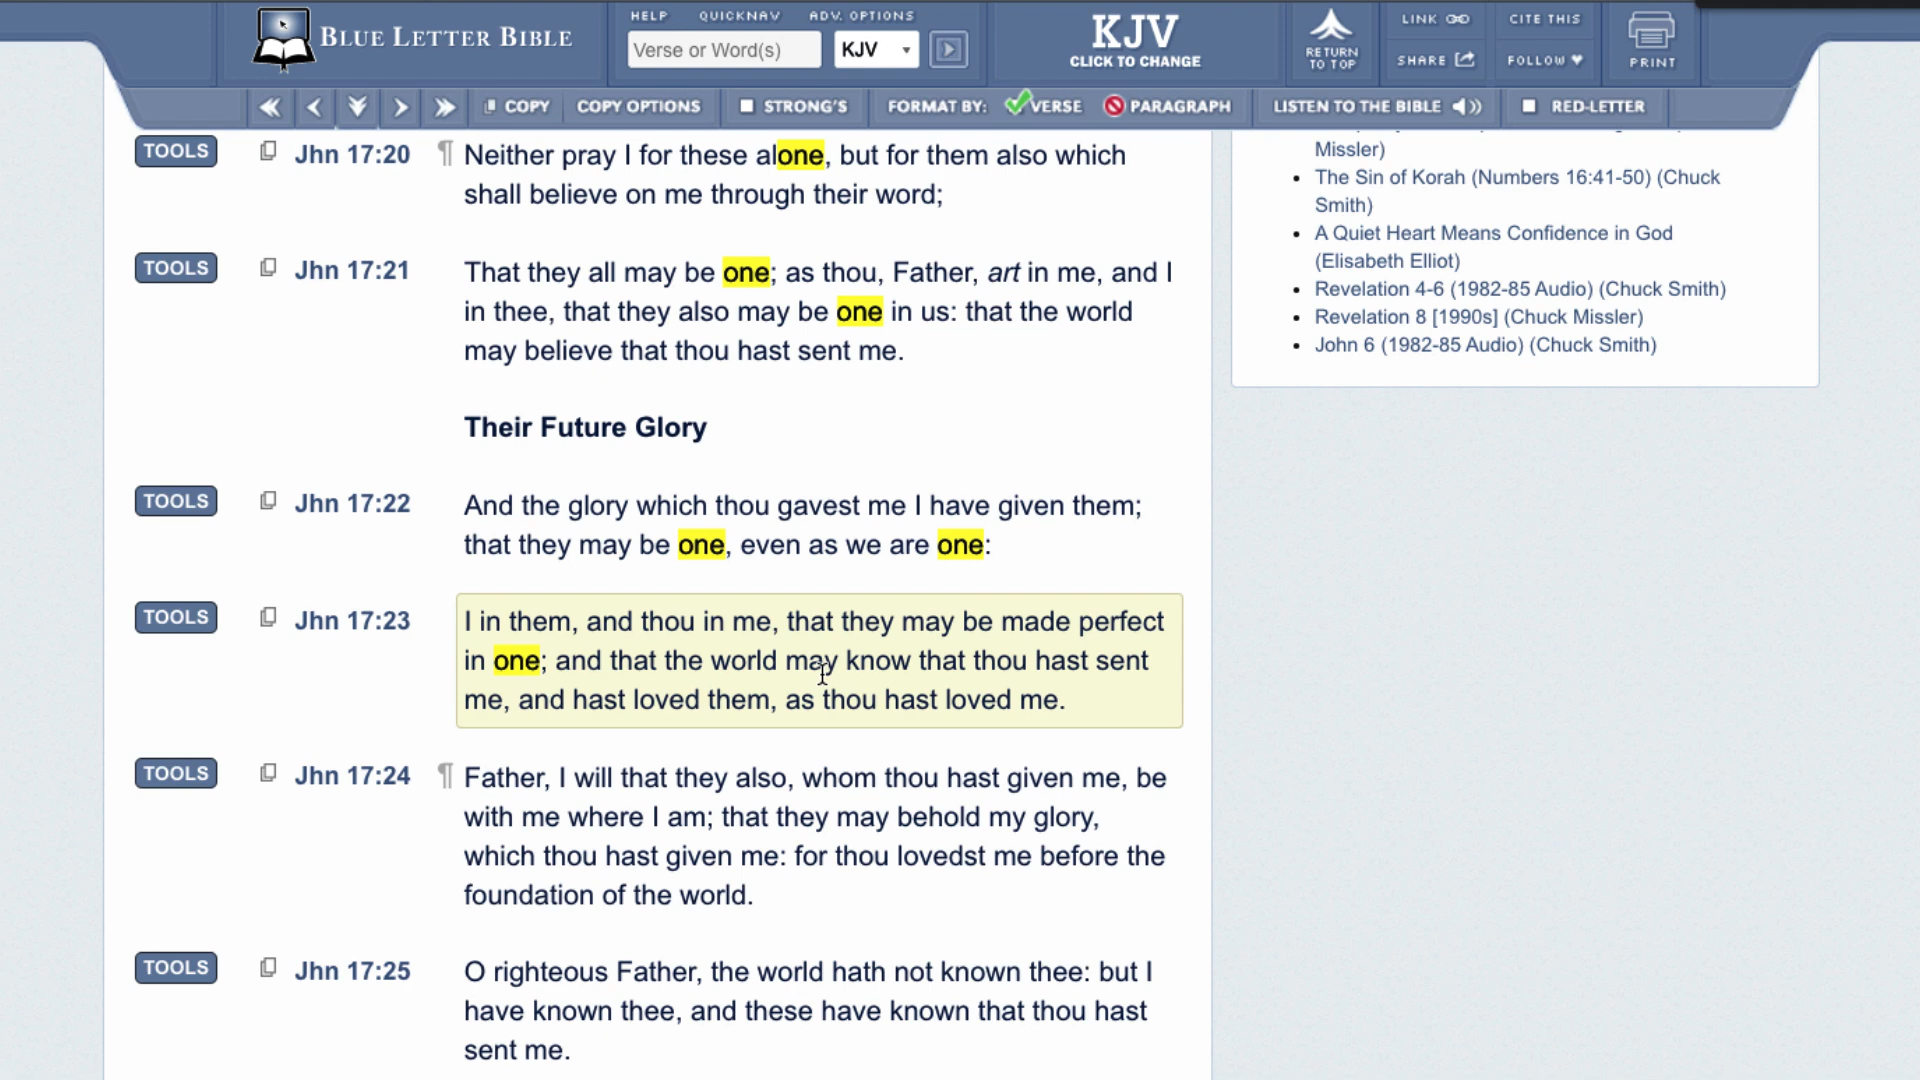 BLUE LETTER BIBLE
HELP QUICKNAV ADV. OPTIONS
Verse or Word(s) KJV
KJV
CLICK TO CHANGE
RETURN
TO TOP
LINK CITE THIS
SHARE FOLLOW
PRINT
COPY COPY OPTIONS STRONG'S FORMAT BY: VERSE PARAGRAPH LISTEN TO THE BIBLE RED-LETTER
TOOLS Jhn 17:20 ¶ Neither pray I for these alone, but for them also which
shall believe on me through their word;
TOOLS Jhn 17:21 That they all may be one; as thou, Father, art in me, and I
in thee, that they also may be one in us: that the world
may believe that thou hast sent me.
Their Future Glory
TOOLS Jhn 17:22 And the glory which thou gavest me I have given them;
that they may be one, even as we are one:
TOOLS Jhn 17:23 I in them, and thou in me, that they may be made perfect
in one; and that the world may know that thou hast sent
me, and hast loved them, as thou hast loved me.
TOOLS Jhn 17:24 ¶ Father, I will that they also, whom thou hast given me, be
with me where I am; that they may behold my glory,
which thou hast given me: for thou lovedst me before the
foundation of the world.
TOOLS Jhn 17:25 O righteous Father, the world hath not known thee: but I
have known thee, and these have known that thou hast
sent me.
Missler)
• The Sin of Korah (Numbers 16:41-50) (Chuck
Smith)
• A Quiet Heart Means Confidence in God
(Elisabeth Elliot)
• Revelation 4-6 (1982-85 Audio) (Chuck Smith)
• Revelation 8 [1990s] (Chuck Missler)
• John 6 (1982-85 Audio) (Chuck Smith)